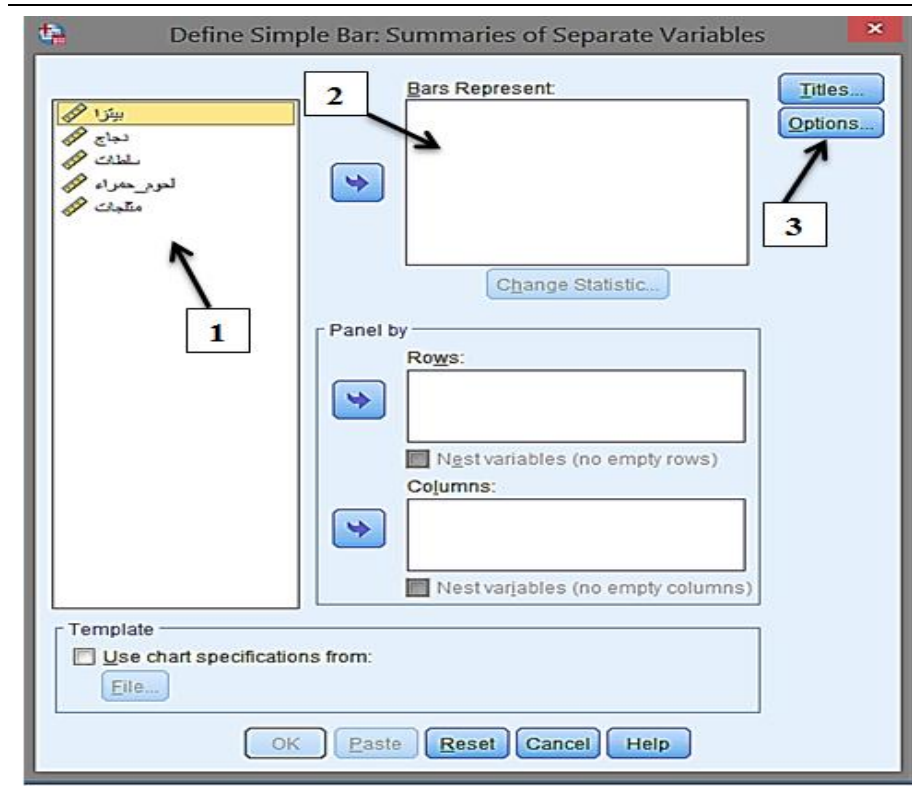 Define Simple Bar: Summaries of Separate Variables
بيتزا
دجاج
سلطات
لحوم_حمراء
مثلجات
1
2
Bars Represent:
Change Statistic...
Titles...
Options...
3
Panel by
Rows:
Nest variables (no empty rows)
Columns:
Nest variables (no empty columns)
Template
Use chart specifications from:
File...
OK Paste Reset Cancel Help